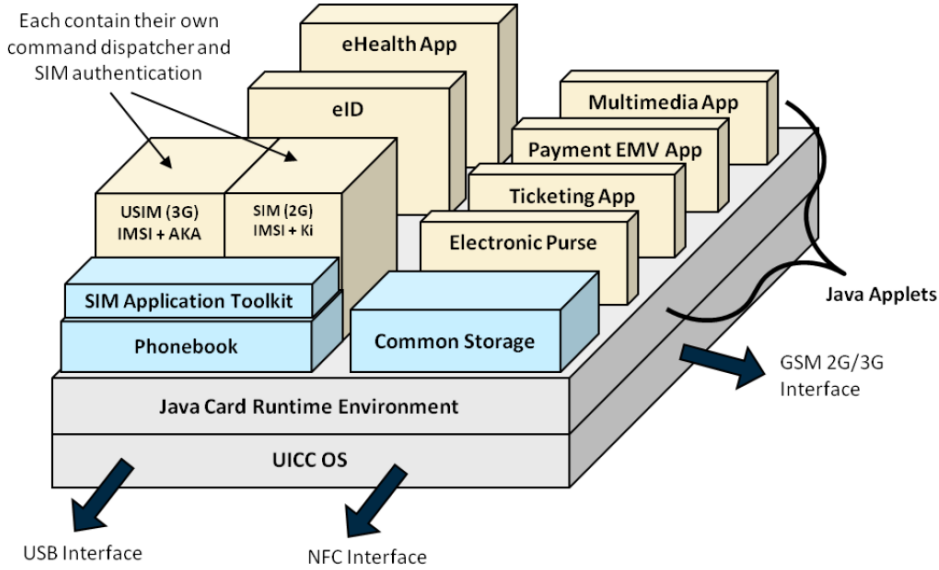 Each contain their own
command dispatcher and
SIM authentication
eHealth App
eID
Multimedia App
Payment EMV App
Ticketing App
Electronic Purse
USIM (3G)
IMSI + AKA
SIM (2G)
IMSI + Ki
SIM Application Toolkit
Phonebook
Common Storage
Java Applets
Java Card Runtime Environment
UICC OS
GSM 2G/3G
Interface
USB Interface
NFC Interface